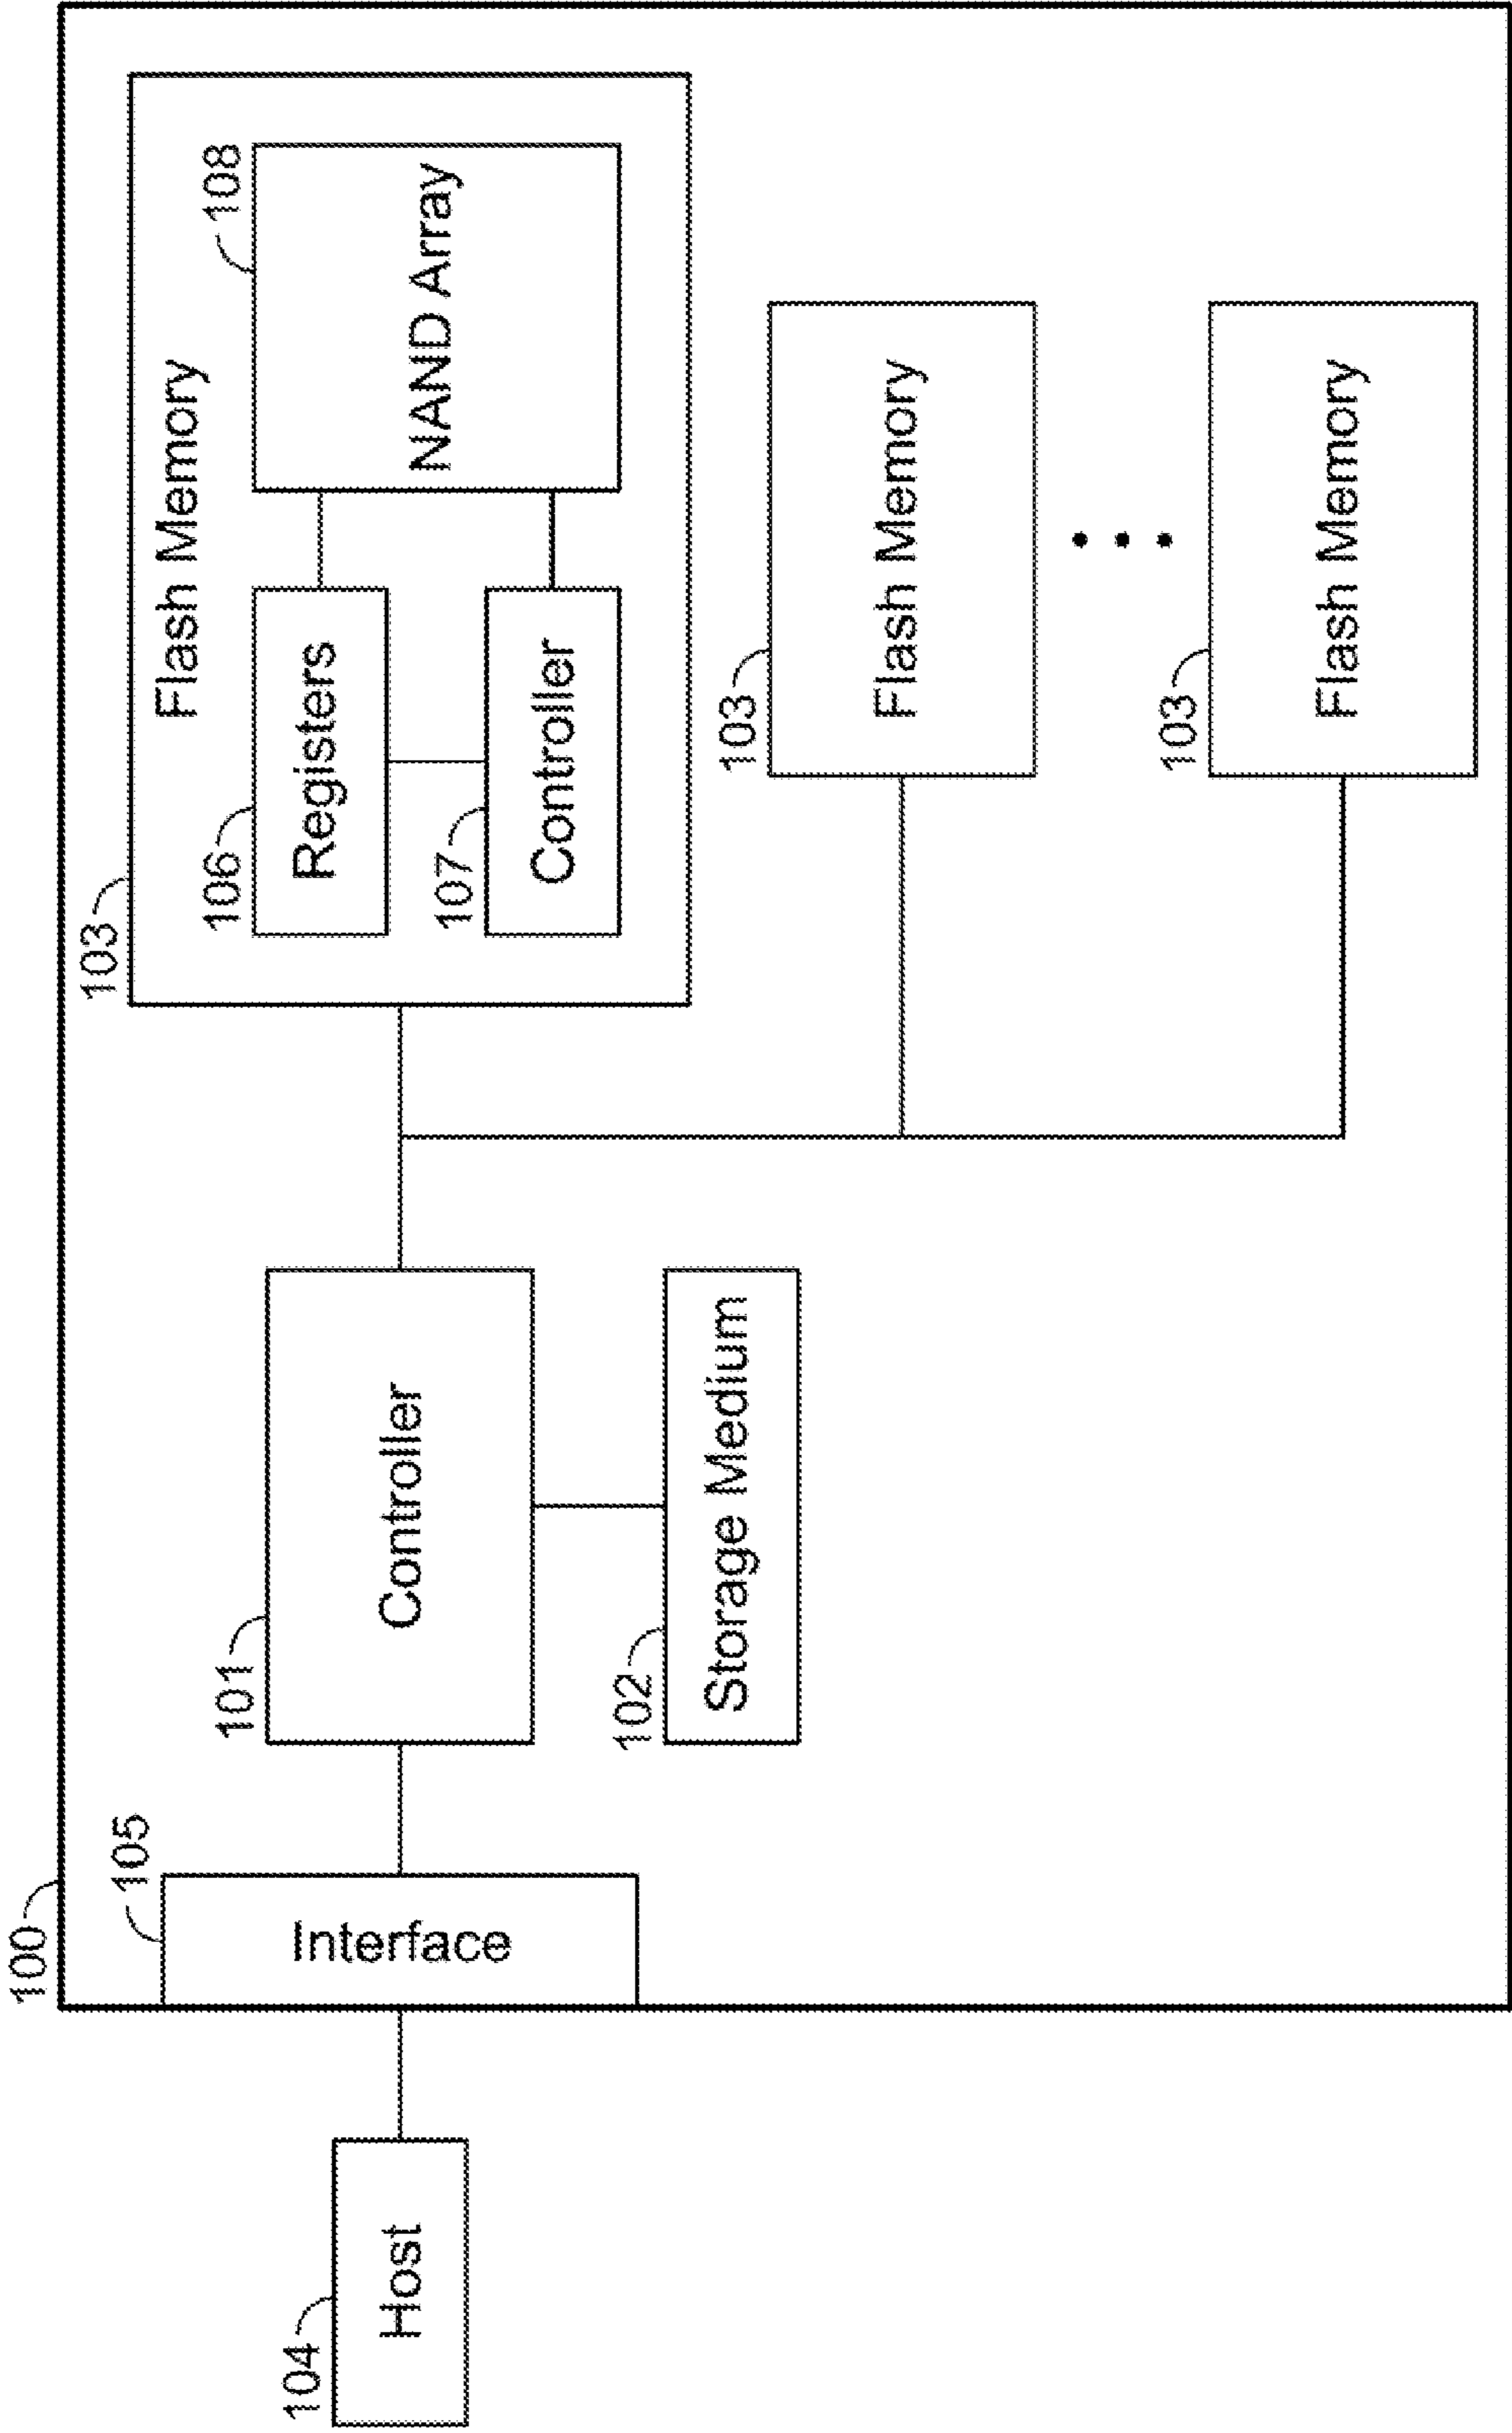 100
103
Flash Memory
108
106
Registers
NAND Array
107
Controller
105
Interface
101
Controller
104
Host
102
Storage Medium
103
Flash Memory
103
Flash Memory